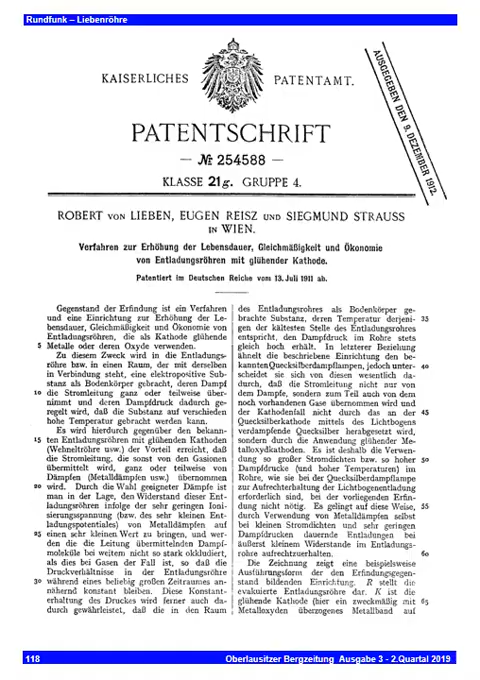 Rundfunk – Liebenröhre
KAISERLICHES PATENTAMT.
AUSGEGEBEN DEN 9. DEZEMBER 1912.
PATENTSCHRIFT
— № 254588 —
KLASSE 21g. GRUPPE 4.
ROBERT VON LIEBEN, EUGEN REISZ UND SIEGMUND STRAUSS
IN WIEN.
Verfahren zur Erhöhung der Lebensdauer, Gleichmäßigkeit und Ökonomie
von Entladungsröhren mit glühender Kathode.
Patentiert im Deutschen Reiche vom 13. Juli 1911 ab.
Gegenstand der Erfindung ist ein Verfahren
und eine Einrichtung zur Erhöhung der Le-
bensdauer, Gleichmäßigkeit und Ökonomie von
Entladungsröhren, die als Kathode glühende
5 Metalle oder deren Oxyde verwenden.
Zu diesem Zweck wird in die Entladungs-
röhre bzw. in einen Raum, der mit derselben
in Verbindung steht, eine elektropositive Sub-
stanz als Bodenkörper gebracht, deren Dampf
10 die Stromleitung ganz oder teilweise über-
nimmt und deren Dampfdruck dadurch ge-
regelt wird, daß die Substanz auf verschieden
hohe Temperatur gebracht werden kann.
Es wird hierdurch gegenüber den bekann-
15 ten Entladungsröhren mit glühenden Kathoden
(Wehneltröhre usw.) der Vorteil erreicht, daß
die Stromleitung, die sonst von den Gasionen
übermittelt wird, ganz oder teilweise von
Dämpfen (Metalldämpfen usw.) übernommen
20 wird. Durch die Wahl geeigneter Dämpfe ist
man in der Lage, den Widerstand dieser Ent-
ladungsröhren infolge der sehr geringen Ioni-
sierungsspannung (bzw. des sehr kleinen Ent-
ladungspotentiales) von Metalldämpfen auf
25 einen sehr kleinen Wert zu bringen, und wer-
den die die Leitung übermittelnden Dampf-
moleküle bei weitem nicht so stark okkludiert,
als dies bei Gasen der Fall ist, so daß die
Druckverhältnisse in der Entladungsröhre
30 während eines beliebig großen Zeitraumes an-
nähernd konstant bleiben. Diese Konstant-
erhaltung des Druckes wird ferner auch da-
durch gewährleistet, daß die in den Raum
des Entladungsrohres als Bodenkörper ge-
brachte Substanz, deren Temperatur derjeni- 35
gen der kältesten Stelle des Entladungsrohres
entspricht, den Dampfdruck im Rohre stets
gleich hoch erhält. In letzterer Beziehung
ähnelt die beschriebene Einrichtung den be-
kannten Quecksilberdampflampen, jedoch unter- 40
scheidet sie sich von diesen wesentlich da-
durch, daß die Stromleitung nicht nur von
dem Dampfe, sondern zum Teil auch von dem
noch vorhandenen Gase übernommen wird und
der Kathodenfall nicht durch das an der 45
Quecksilberkathode mittels des Lichtbogens
verdampfende Quecksilber herabgesetzt wird,
sondern durch die Anwendung glühender Me-
talloxydkathoden. Es ist deshalb die Verwen-
dung so großer Stromdichten bzw. so hoher 50
Dampfdrucke (und hoher Temperaturen) im
Rohre, wie sie bei der Quecksilberdampflampe
zur Aufrechterhaltung der Lichtbogenentladung
erforderlich sind, bei der vorliegenden Erfin-
dung nicht nötig. Es gelingt auf diese Weise, 55
durch Verwendung von Metalldämpfen selbst
bei kleinen Stromdichten und sehr geringen
Dampfdrucken dauernde Entladungen bei
äußerst kleinem Widerstande im Entladungs-
rohre aufrechtzuerhalten. 60
Die Zeichnung zeigt eine beispielsweise
Ausführungsform der den Erfindungsgegen-
stand bildenden Einrichtung. R stellt die
evakuierte Entladungsröhre dar. K ist die
glühende Kathode (hier ein zweckmäßig mit 65
Metalloxyden überzogenes Metallband auf
118 Oberlausitzer Bergzeitung Ausgabe 3 - 2.Quartal 2019